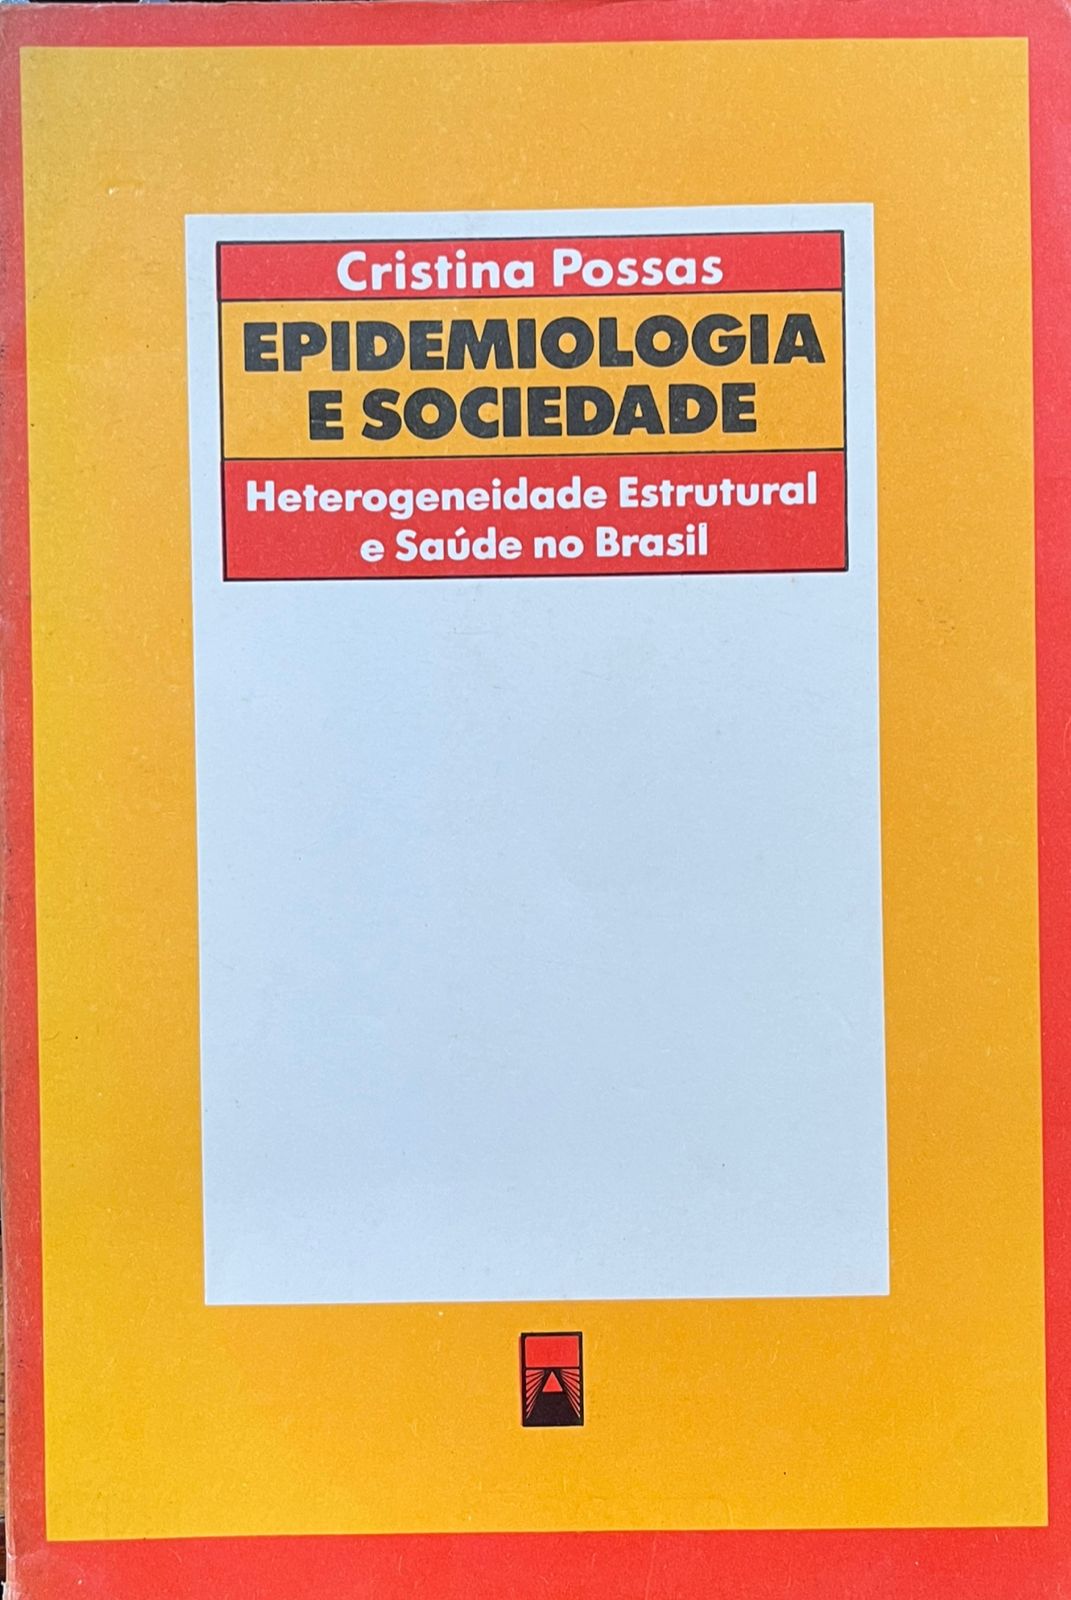 Cristina Possas
EPIDEMIOLOGIA
E SOCIEDADE
Heterogeneidade Estrutural
e Saúde no Brasil